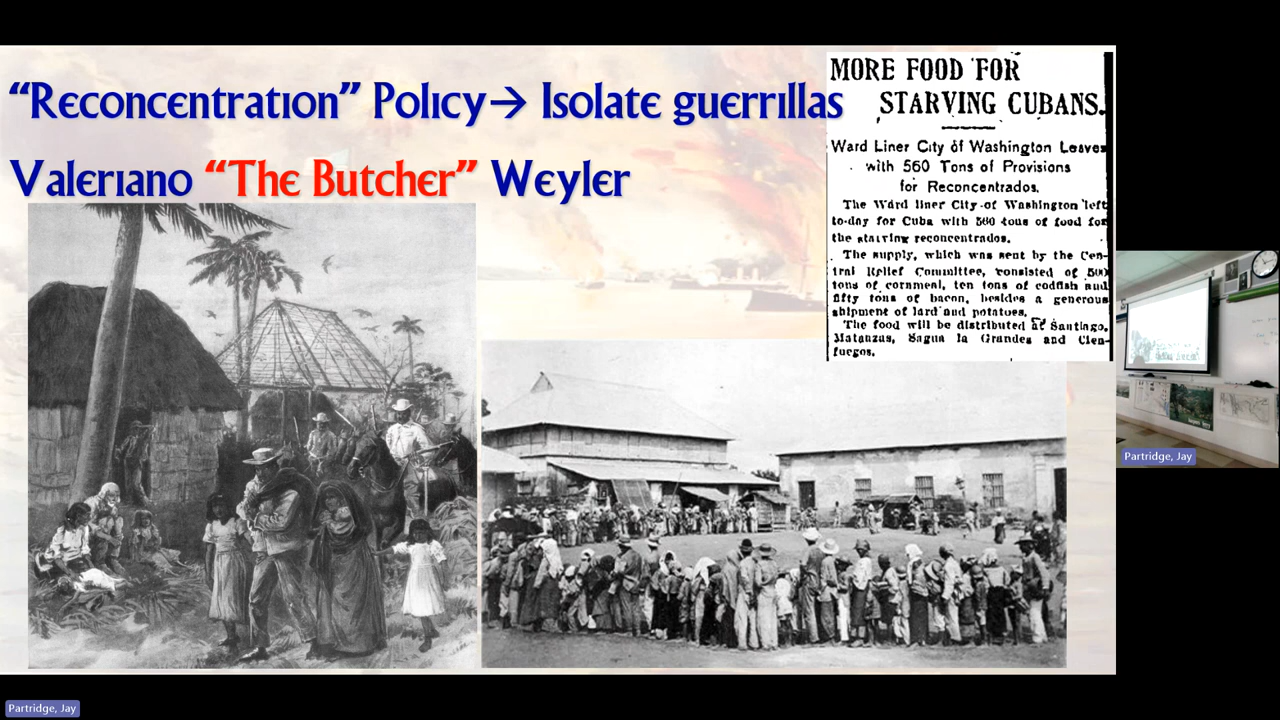 “Reconcentration” Policy→ Isolate guerrillas
Valeriano “The Butcher” Weyler
MORE FOOD FOR
STARVING CUBANS.
Ward Liner City of Washington Leaves
with 560 Tons of Provisions
for Reconcentrados.
The Ward liner City of Washington left
to-day for Cuba with 560 tons of food for
the starving reconcentrados.
The supply, which was sent by the Cen-
tral Relief Committee, consisted of 500
tons of cornmeal, ten tons of codfish and
fifty tons of bacon, besides a generous
shipment of lard and potatoes.
The food will be distributed at Santiago,
Matanzas, Sagua la Grandes and Cien-
fuegos.
Partridge, Jay
Partridge, Jay